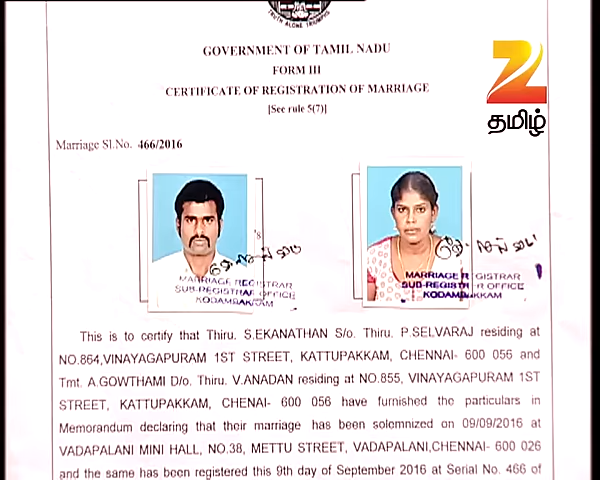 TRUTH ALONE TRIUMPHS
GOVERNMENT OF TAMIL NADU
FORM III
CERTIFICATE OF REGISTRATION OF MARRIAGE
[See rule 5(7)]
தமிழ்
Marriage Sl.No. 466/2016
's
MARRIAGE REGISTRAR
SUB-REGISTRAR OFFICE
KODAMBAKKAM
MARRIAGE REGISTRAR
SUB-REGISTRAR OFFICE
KODAMBAKKAM
This is to certify that Thiru. S.EKANATHAN S/o. Thiru. P.SELVARAJ residing at
NO.864,VINAYAGAPURAM 1ST STREET, KATTUPAKKAM, CHENNAI- 600 056 and
Tmt. A.GOWTHAMI D/o. Thiru. V.ANADAN residing at NO.855, VINAYAGAPURAM 1ST
STREET, KATTUPAKKAM, CHENAI- 600 056 have furnished the particulars in
Memorandum declaring that their marriage has been solemnized on 09/09/2016 at
VADAPALANI MINI HALL, NO.38, METTU STREET, VADAPALANI,CHENNAI- 600 026
and the same has been registered this 9th day of September 2016 at Serial No. 466 of